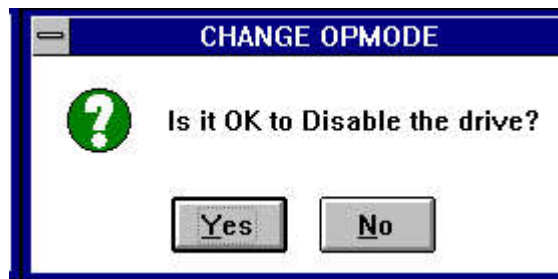 CHANGE OPMODE
Is it OK to Disable the drive?
Yes No